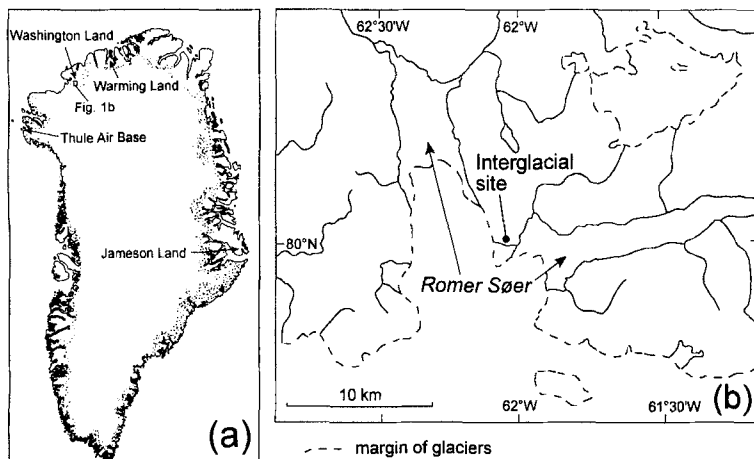 Washington Land
Warming Land
Fig. 1b
Thule Air Base
Jameson Land
(a)
62°30'W
62°W
Interglacial
site
80°N
Romer Søer
10 km
(b)
62°W
61°30'W
margin of glaciers